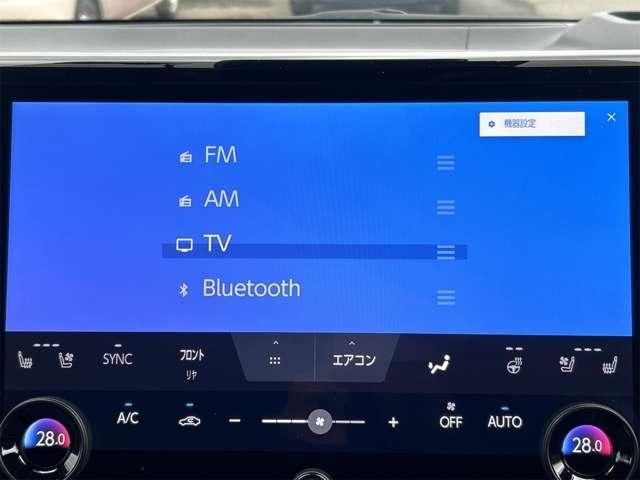 機器設定
FM
AM
TV
Bluetooth
SYNC
フロント
リヤ
エアコン
A/C
OFF
AUTO
28.0
28.0